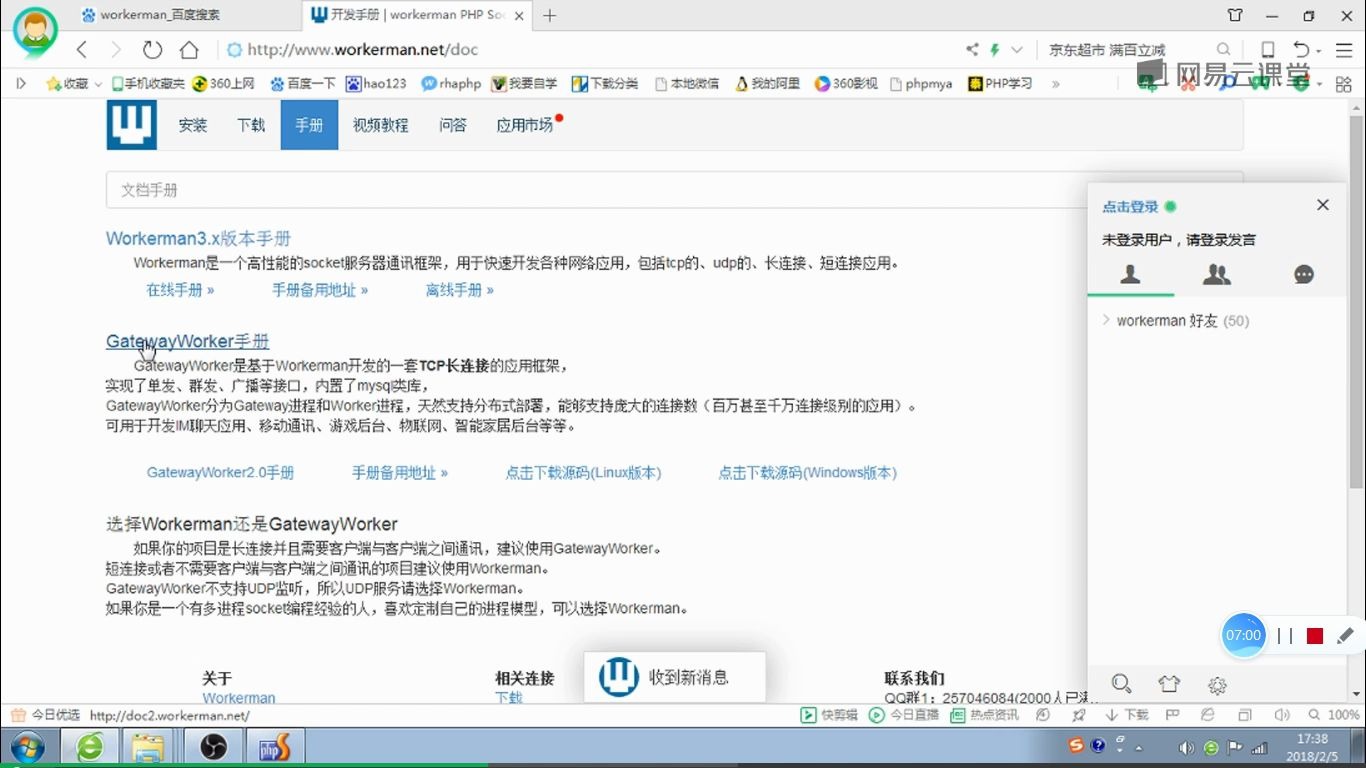 workerman_百度搜索
开发手册 | workerman PHP Soc
http://www.workerman.net/doc
京东超市 满百立减
收藏
手机收藏夹
360上网
百度一下
hao123
rhaphp
我要自学
下载分类
本地微信
我的阿里
360影视
phpmya
PHP学习
网易云课堂
安装
下载
手册
视频教程
问答
应用市场
文档手册
点击登录
未登录用户，请登录发言
workerman 好友 (50)
Workerman3.x版本手册
Workerman是一个高性能的socket服务器通讯框架，用于快速开发各种网络应用，包括tcp的、udp的、长连接、短连接应用。
在线手册 »
手册备用地址 »
离线手册 »
GatewayWorker手册
GatewayWorker是基于Workerman开发的一套TCP长连接的应用框架，
实现了单发、群发、广播等接口，内置了mysql类库，
GatewayWorker分为Gateway进程和Worker进程，天然支持分布式部署，能够支持庞大的连接数（百万甚至千万连接级别的应用）。
可用于开发IM聊天应用、移动通讯、游戏后台、物联网、智能家居后台等等。
GatewayWorker2.0手册
手册备用地址 »
点击下载源码(Linux版本)
点击下载源码(Windows版本)
选择Workerman还是GatewayWorker
如果你的项目是长连接并且需要客户端与客户端之间通讯，建议使用GatewayWorker。
短连接或者不需要客户端与客户端之间通讯的项目建议使用Workerman。
GatewayWorker不支持UDP监听，所以UDP服务请选择Workerman。
如果你是一个有多进程socket编程经验的人，喜欢定制自己的进程模型，可以选择Workerman。
07:00
关于
Workerman
相关连接
下载
收到新消息
联系我们
QQ群1：257046084(2000人已满
今日优选
http://doc2.workerman.net/
快剪辑
今日直播
热点资讯
下载
100%
php
17:38
2018/2/5